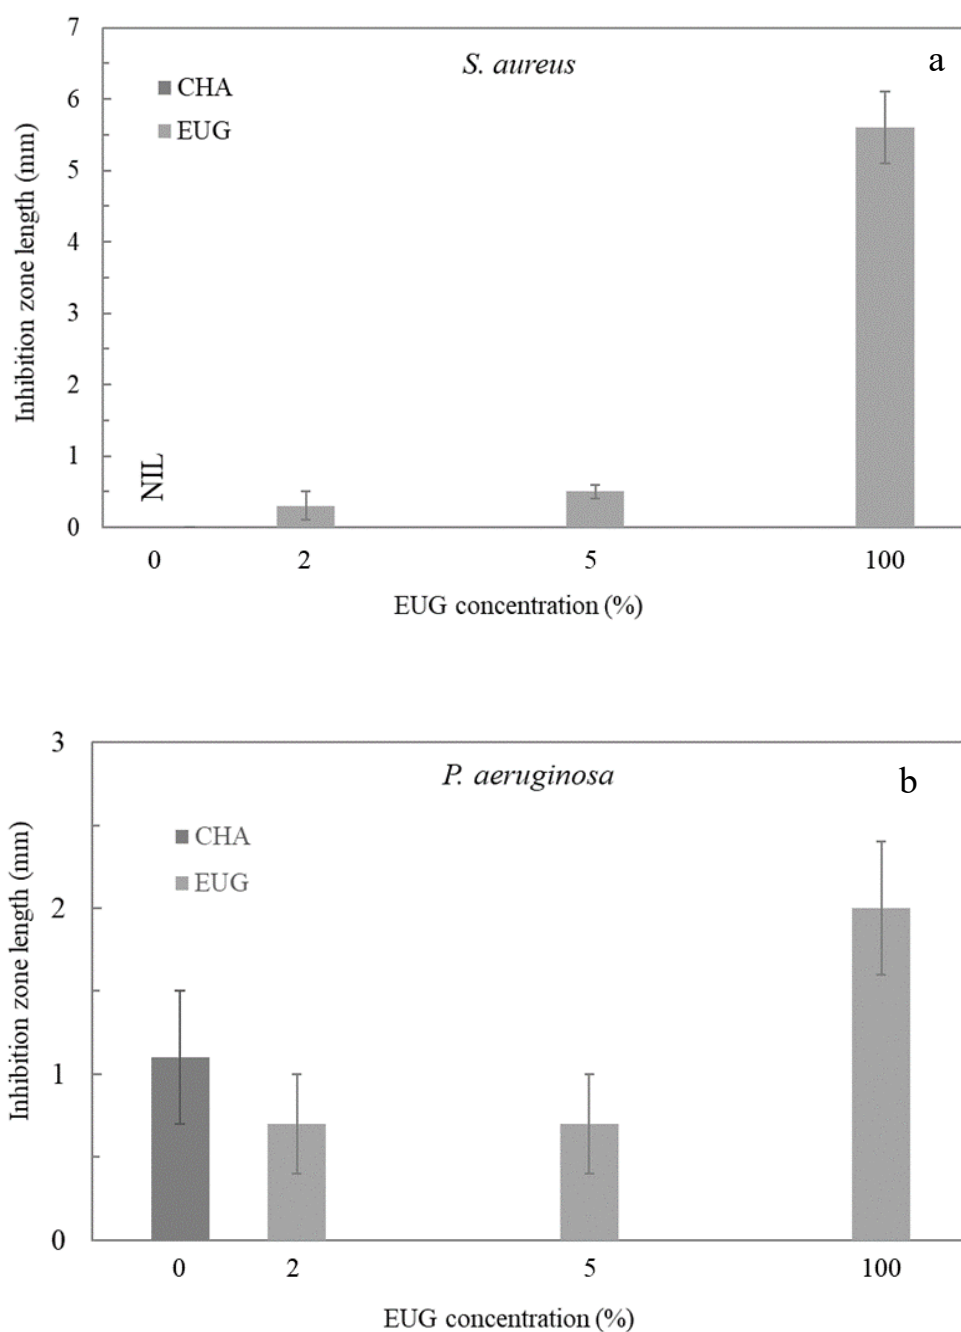 7
S. aureus
a
CHA
6
EUG
5
4
3
2
1
NIL
0
0 2 5 100
Inhibition zone length (mm)
EUG concentration (%)
3
P. aeruginosa
b
CHA
EUG
2
1
0
0 2 5 100
Inhibition zone length (mm)
EUG concentration (%)